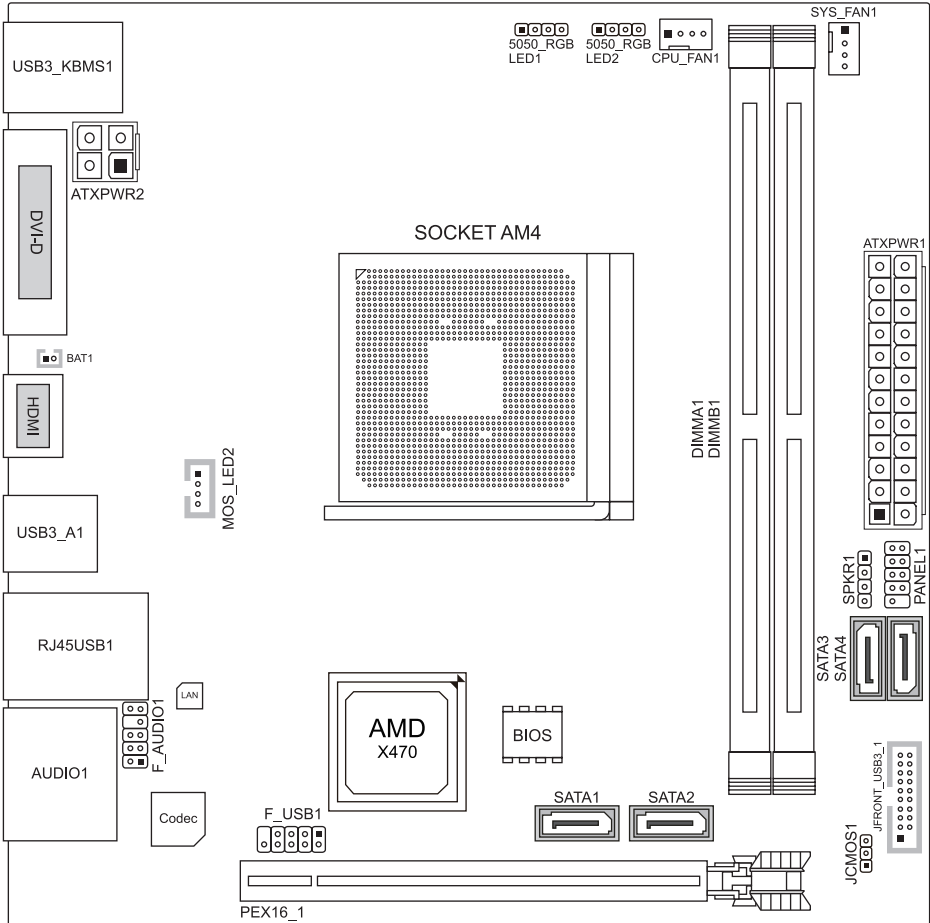 SYS_FAN1
5050_RGB
LED1
5050_RGB
LED2
CPU_FAN1
USB3_KBMS1
ATXPWR2
DVI-D
SOCKET AM4
ATXPWR1
BAT1
HDMI
MOS_LED2
DIMMA1
DIMMB1
USB3_A1
SPKR1
PANEL1
RJ45USB1
SATA3
SATA4
LAN
F_AUDIO1
AMD
X470
BIOS
AUDIO1
Codec
JFRONT_USB3_1
SATA1
SATA2
F_USB1
JCMOS1
PEX16_1